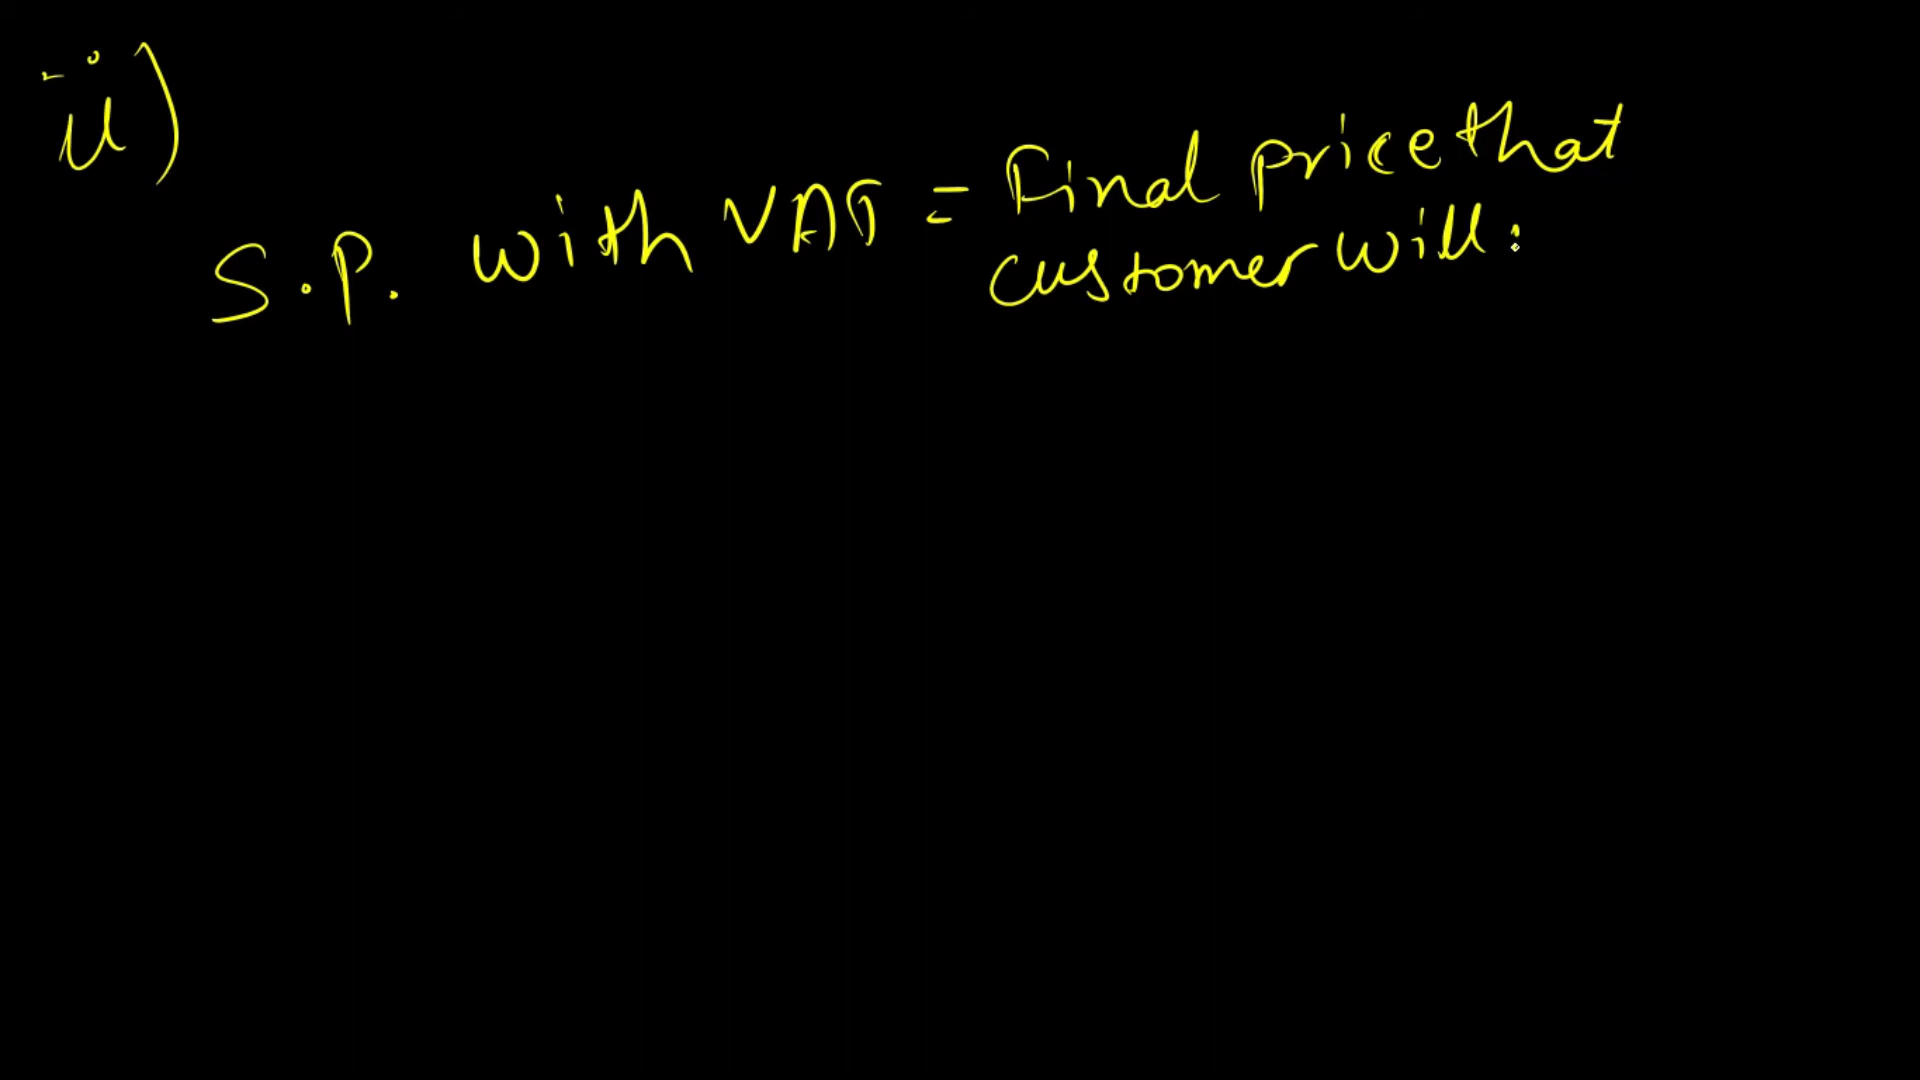 ii)
S.P. with VAT = Final price that
customer will